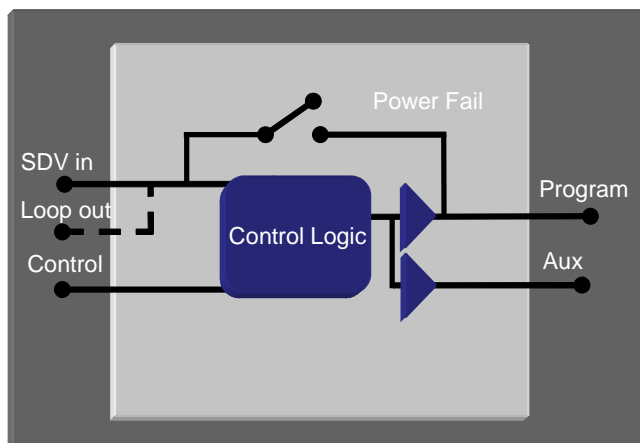 Power Fail
SDV in
Loop out
Control
Control Logic
Program
Aux